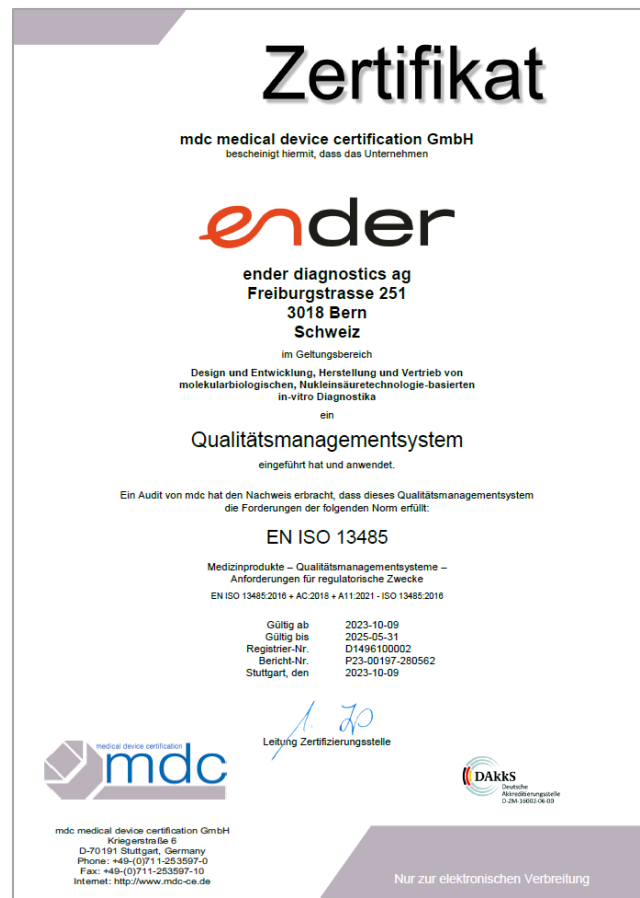 Zertifikat
mdc medical device certification GmbH
bescheinigt hiermit, dass das Unternehmen
ender
ender diagnostics ag
Freiburgstrasse 251
3018 Bern
Schweiz
im Geltungsbereich
Design und Entwicklung, Herstellung und Vertrieb von
molekularbiologischen, Nukleinsäuretechnologie-basierten
in-vitro Diagnostika
ein
Qualitätsmanagementsystem
eingeführt hat und anwendet.
Ein Audit von mdc hat den Nachweis erbracht, dass dieses Qualitätsmanagementsystem
die Forderungen der folgenden Norm erfüllt:
EN ISO 13485
Medizinprodukte – Qualitätsmanagementsysteme –
Anforderungen für regulatorische Zwecke
EN ISO 13485:2016 + AC:2018 + A11:2021 - ISO 13485:2016
Gültig ab 2023-10-09
Gültig bis 2025-05-31
Registrier-Nr. D1496100002
Bericht-Nr. P23-00197-280562
Stuttgart, den 2023-10-09
Leitung Zertifizierungsstelle
medical device certification
mdc
DAkkS
Deutsche
Akkreditierungsstelle
D-ZM-16002-06-00
mdc medical device certification GmbH
Kriegerstraße 6
D-70191 Stuttgart, Germany
Phone: +49-(0)711-253597-0
Fax: +49-(0)711-253597-10
Internet: http://www.mdc-ce.de
Nur zur elektronischen Verbreitung